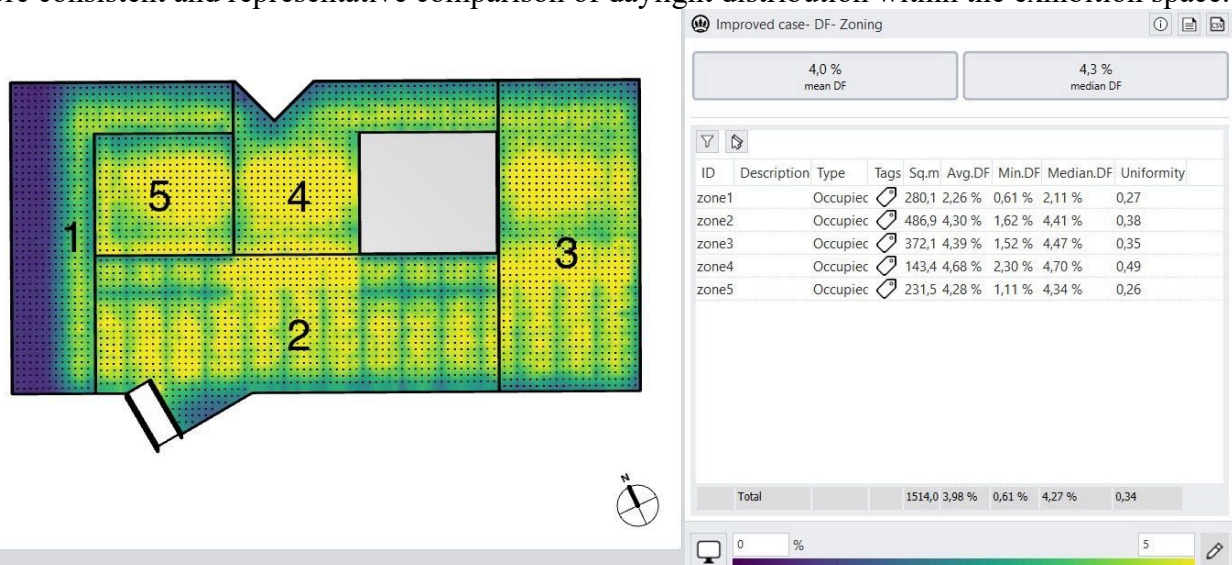 re consistent and representative comparison of daylight distribution within the exhibition space.
Improved case- DF- Zoning
CSV
4,0 %
mean DF
4,3 %
median DF
ID Description Type Tags Sq.m Avg.DF Min.DF Median.DF Uniformity
zone1 Occupiec 280,1 2,26 % 0,61 % 2,11 % 0,27
zone2 Occupiec 486,9 4,30 % 1,62 % 4,41 % 0,38
zone3 Occupiec 372,1 4,39 % 1,52 % 4,47 % 0,35
zone4 Occupiec 143,4 4,68 % 2,30 % 4,70 % 0,49
zone5 Occupiec 231,5 4,28 % 1,11 % 4,34 % 0,26
Total 1514,0 3,98 % 0,61 % 4,27 % 0,34
0 % 5
5
4
1
3
2
N